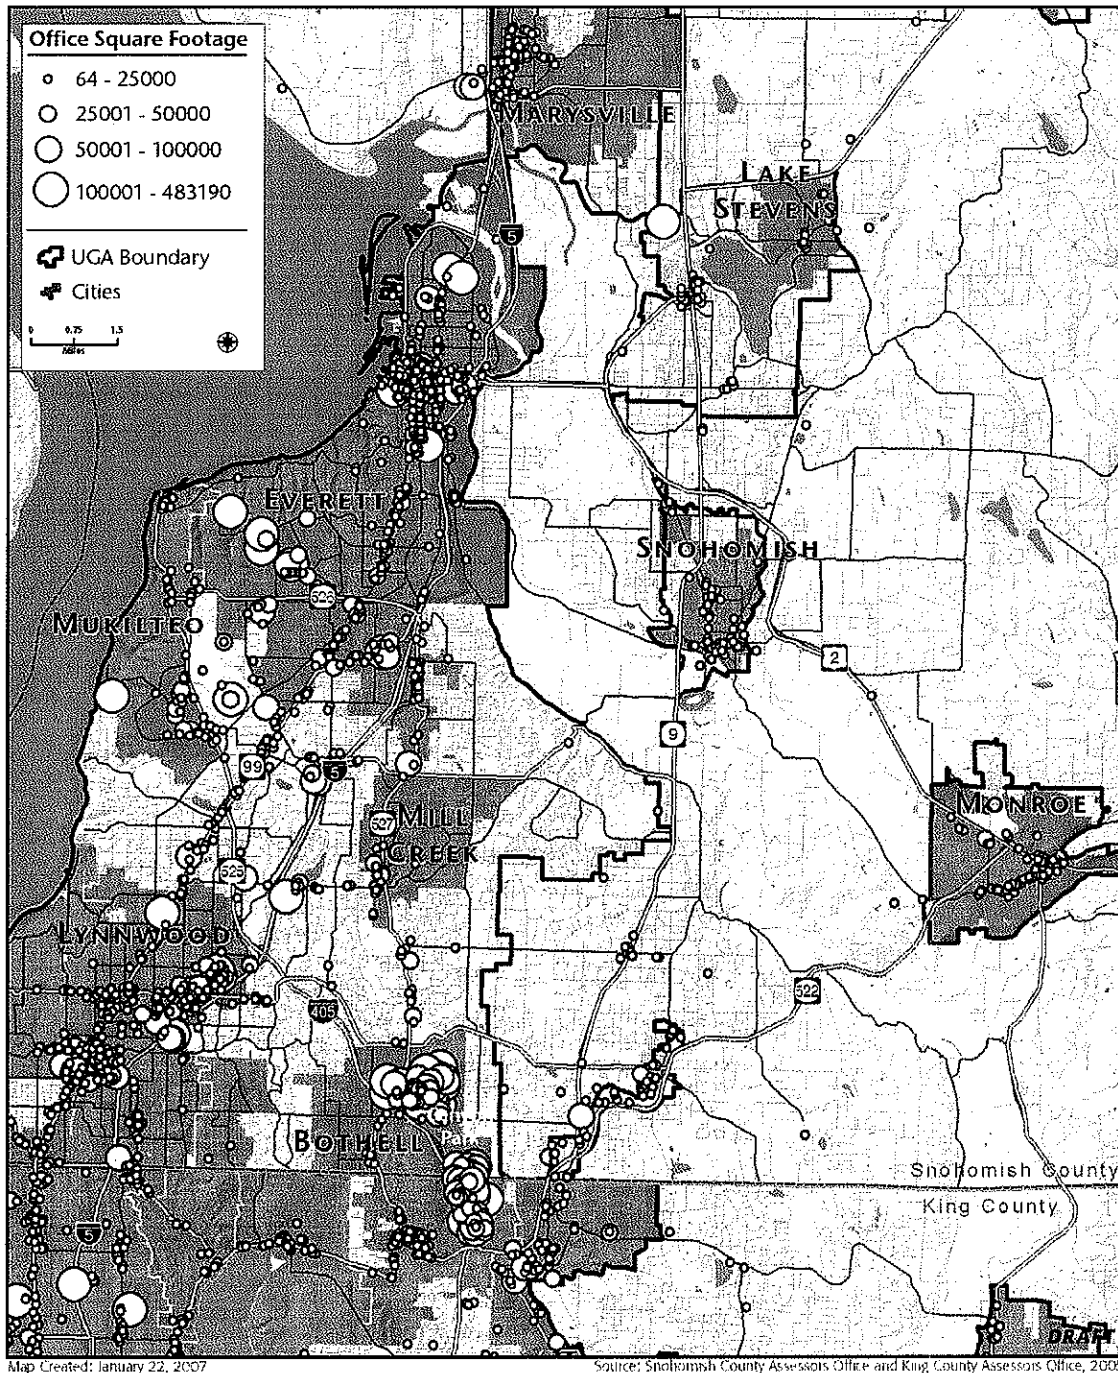 Office Square Footage
64 - 25000
25001 - 50000
50001 - 100000
100001 - 483190
UGA Boundary
Cities
0 0.75 1.5
Miles
MARYSVILLE
LAKE
STEVENS
5
EVERETT
SNOHOMISH
526
MUKILTEO
2
9
99
5
MONROE
527
MILL
CREEK
525
LYNNWOOD
522
405
BOTHELL
Snohomish County
King County
5
DRAFT
Map Created: January 22, 2007
Source: Snohomish County Assessors Office and King County Assessors Office, 2005